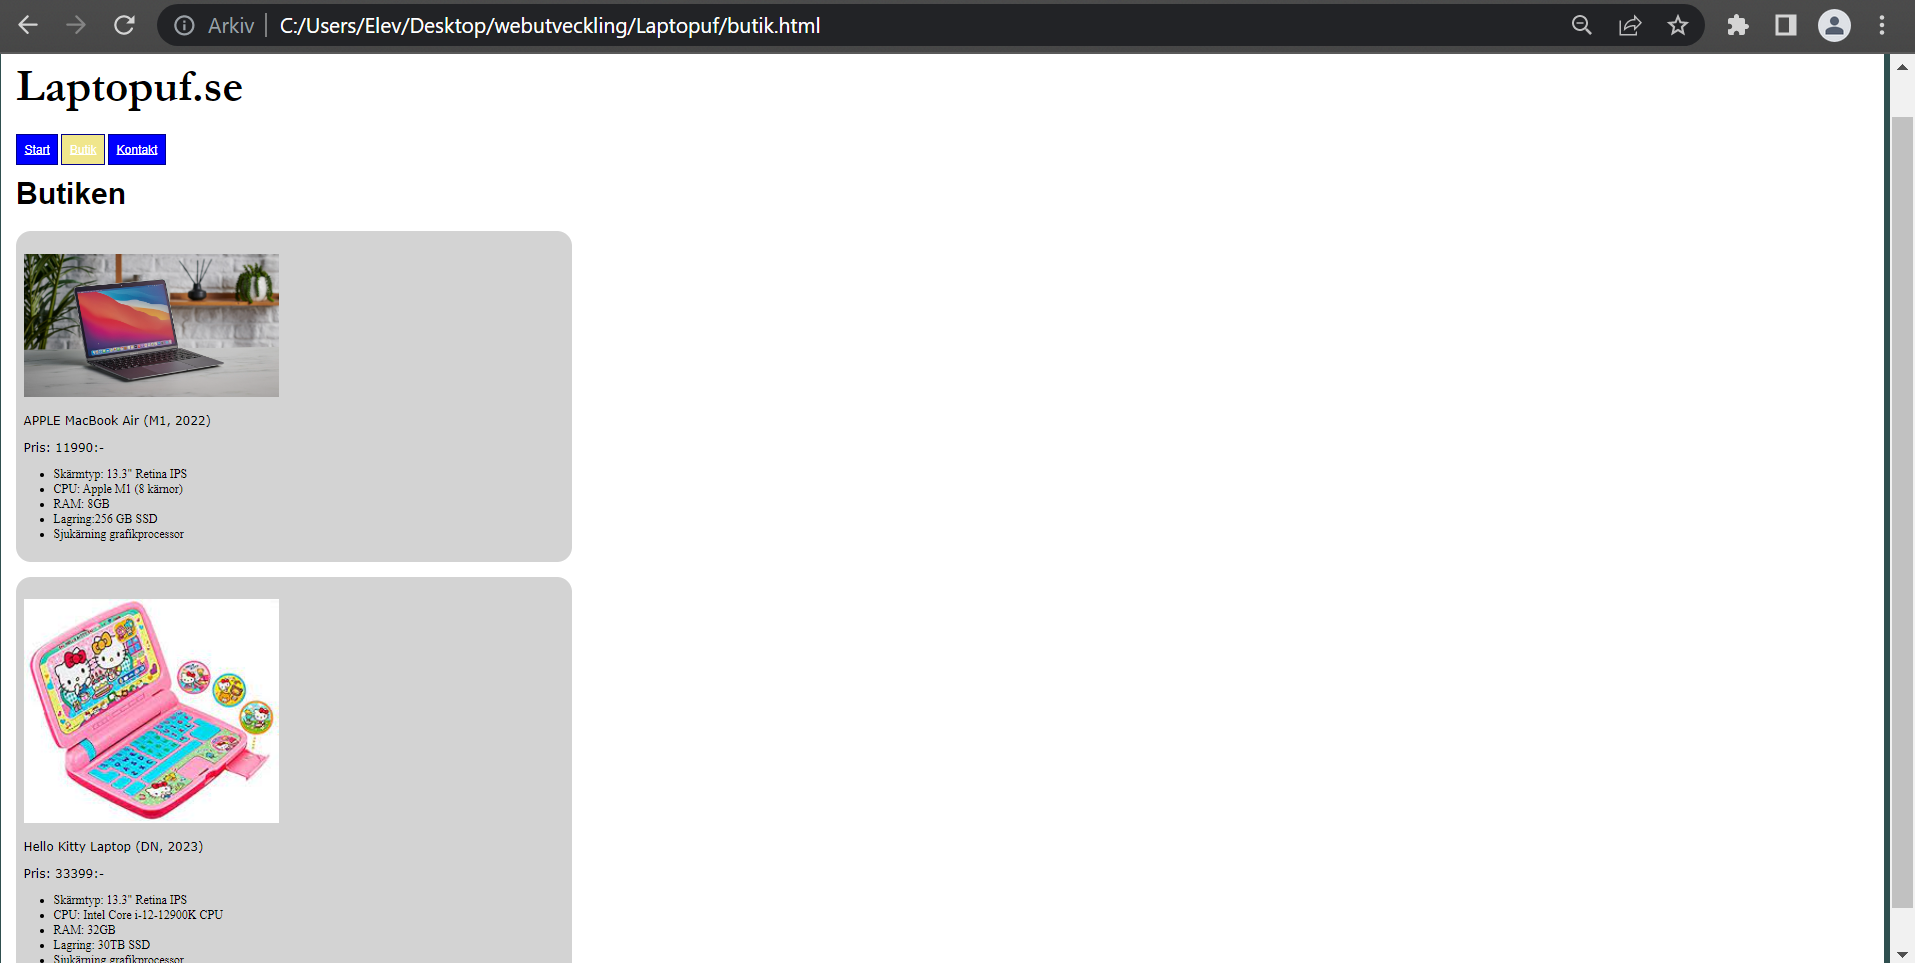 Arkiv C:/Users/Elev/Desktop/webutveckling/Laptopuf/butik.html
Laptopuf.se
Start Butik Kontakt
Butiken
APPLE MacBook Air (M1, 2022)
Pris: 11990:-
Skärmtyp: 13.3" Retina IPS
CPU: Apple M1 (8 kärnor)
RAM: 8GB
Lagring:256 GB SSD
Sjukärning grafikprocessor
Hello Kitty Laptop (DN, 2023)
Pris: 33399:-
Skärmtyp: 13.3" Retina IPS
CPU: Intel Core i-12-12900K CPU
RAM: 32GB
Lagring: 30TB SSD
Sjukärning grafikprocessor